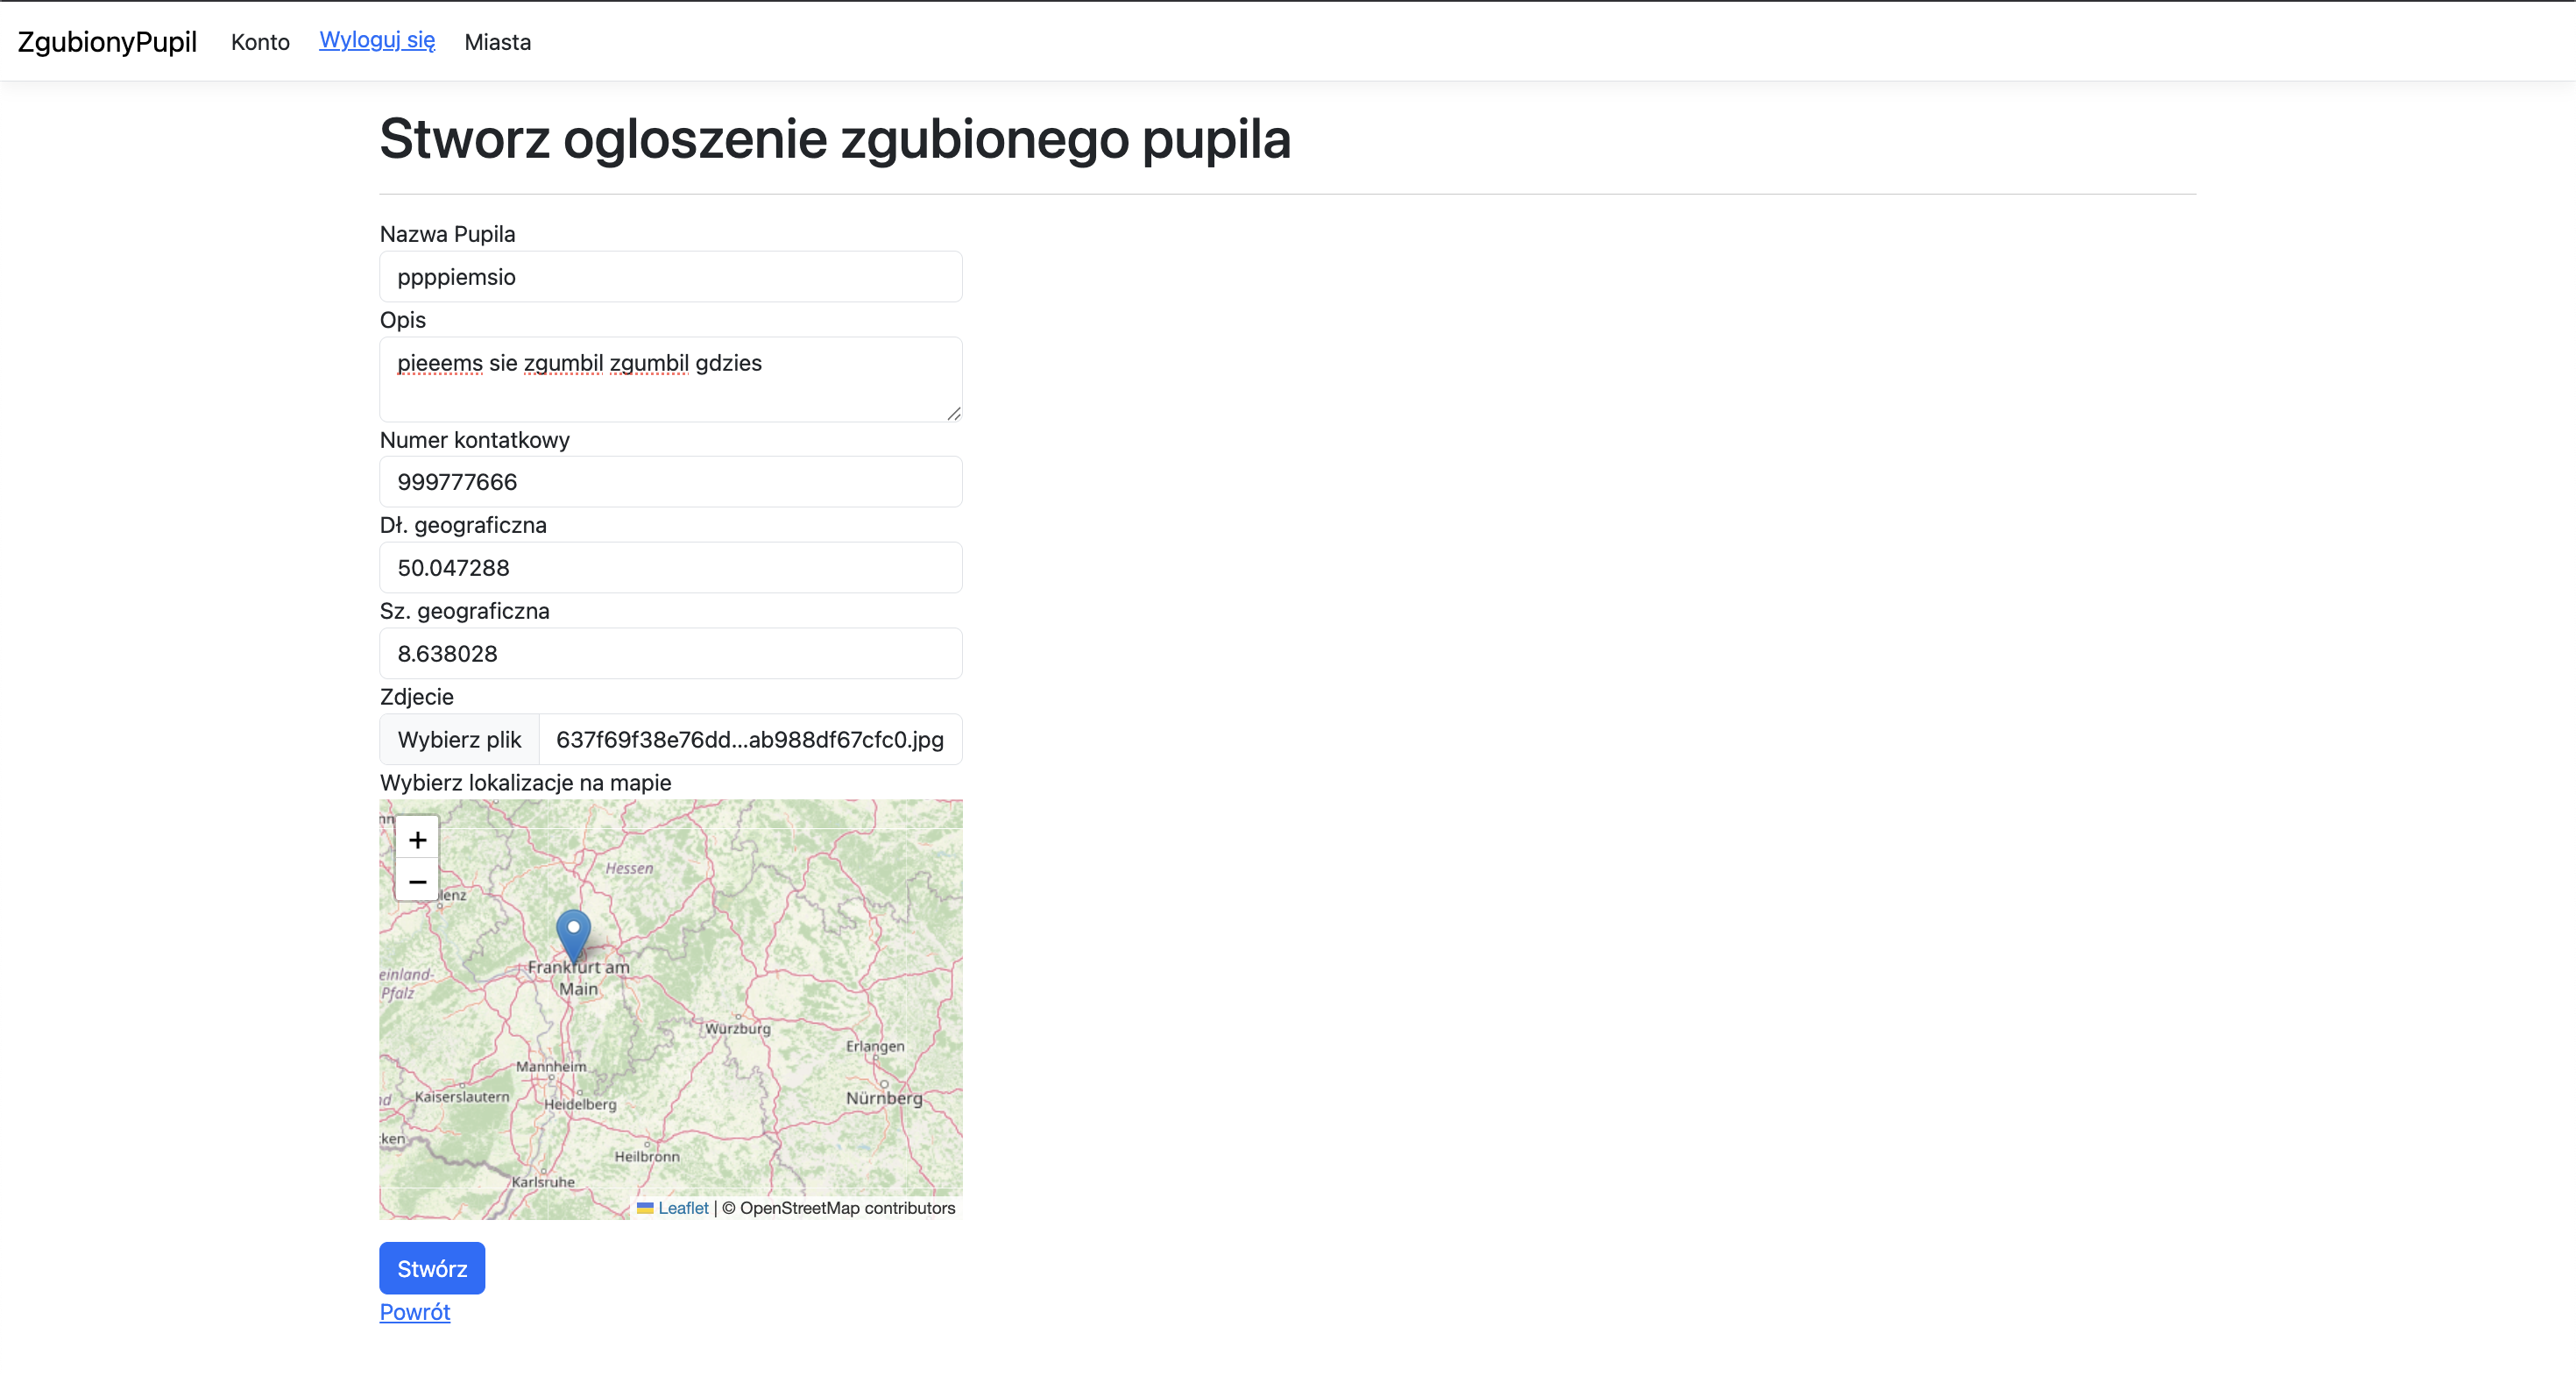 ZgubionyPupil Konto Wyloguj się Miasta
Stworz ogloszenie zgubionego pupila
Nazwa Pupila
ppppiemsio
Opis
pieeems sie zgumbil zgumbil gdzies
Numer kontatkowy
999777666
Dł. geograficzna
50.047288
Sz. geograficzna
8.638028
Zdjecie
Wybierz plik 637f69f38e76dd...ab988df67cfc0.jpg
Wybierz lokalizacje na mapie
+
Hessen
−
lenz
Frankfurt am
einland-
Main
Pfalz
Würzburg
Erlangen
Mannheim
Kaiserslautern
Nürnberg
Heidelberg
ken
Heilbronn
Karlsruhe
Leaflet | © OpenStreetMap contributors
Stwórz
Powrót